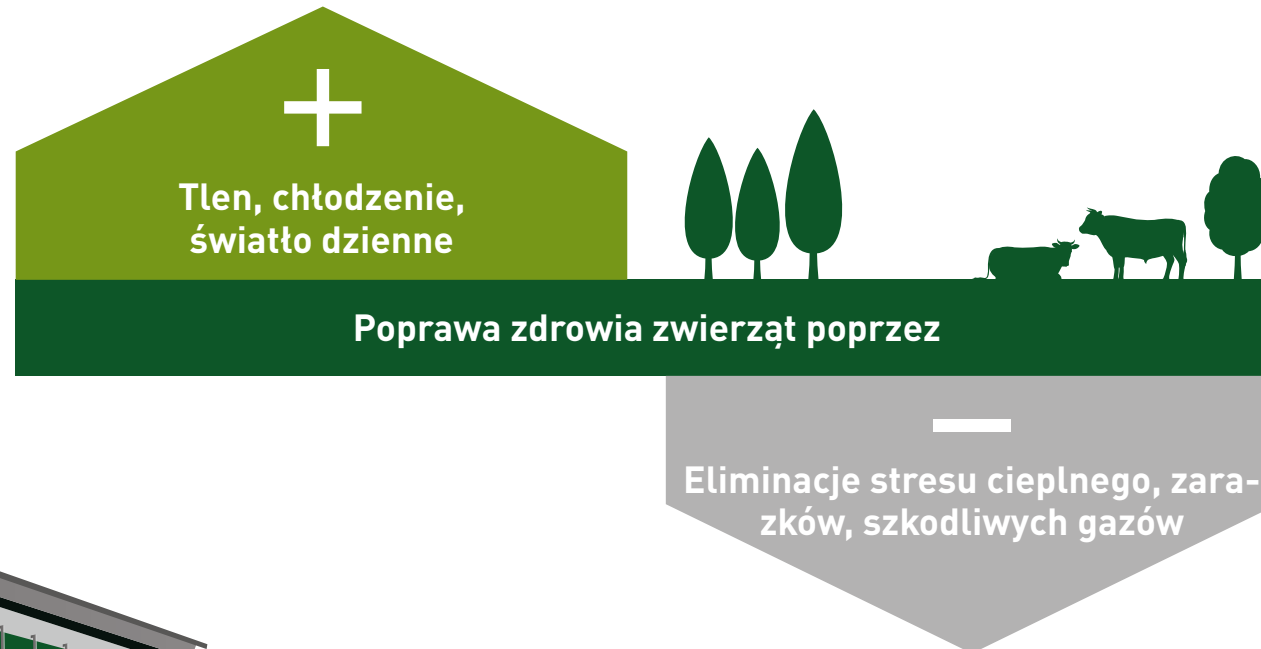 +
Tlen, chłodzenie,
światło dzienne
Poprawa zdrowia zwierząt poprzez
–
Eliminacje stresu cieplnego, zara-
zków, szkodliwych gazów